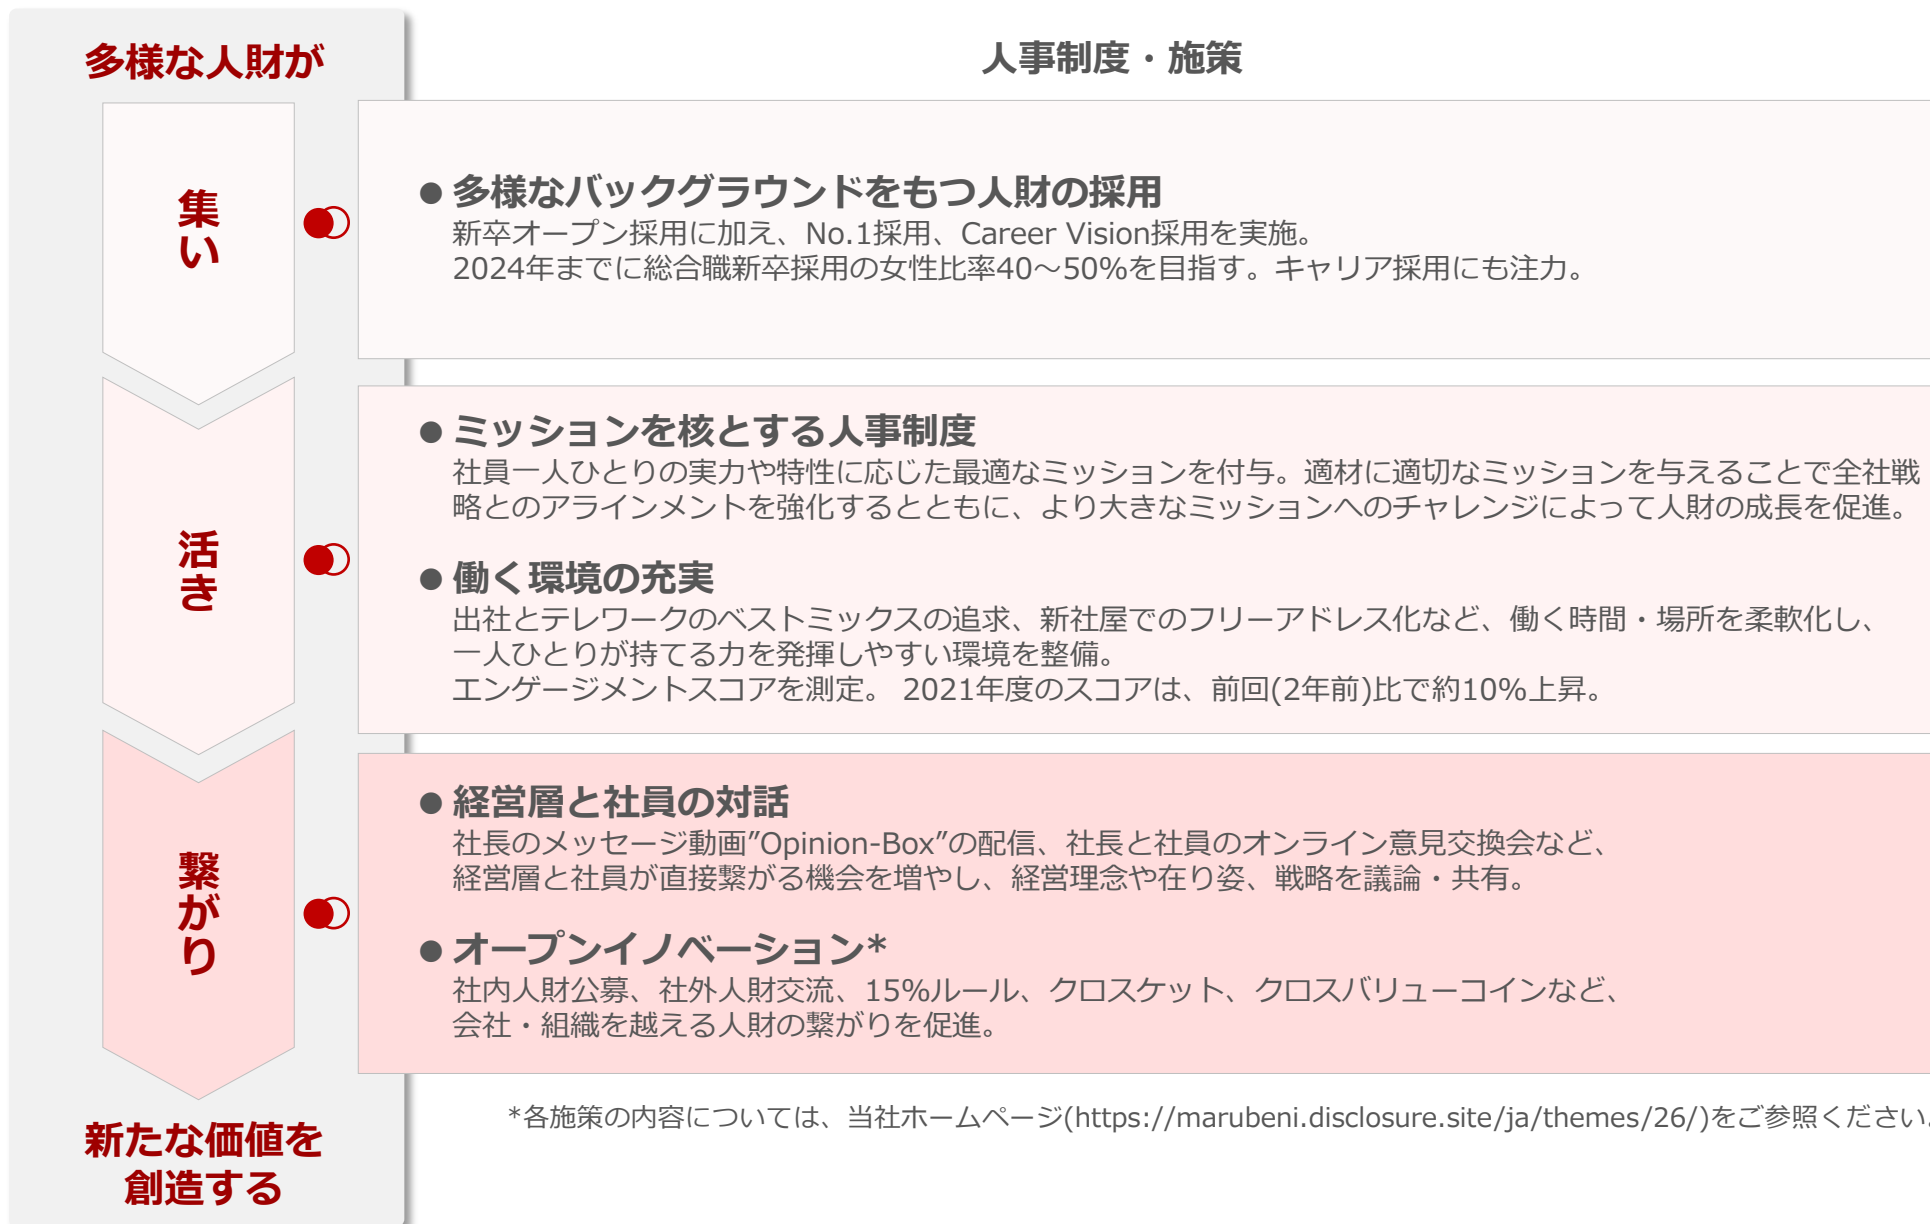 多様な人財が
人事制度・施策
集い
●多様なバックグラウンドをもつ人財の採用
新卒オープン採用に加え、No.1採用、Career Vision採用を実施。
2024年までに総合職新卒採用の女性比率40～50%を目指す。キャリア採用にも注力。
活き
●ミッションを核とする人事制度
社員一人ひとりの実力や特性に応じた最適なミッションを付与。適材に適切なミッションを与えることで全社戦
略とのアラインメントを強化するとともに、より大きなミッションへのチャレンジによって人財の成長を促進。
●働く環境の充実
出社とテレワークのベストミックスの追求、新社屋でのフリーアドレス化など、働く時間・場所を柔軟化し、
一人ひとりが持てる力を発揮しやすい環境を整備。
エンゲージメントスコアを測定。 2021年度のスコアは、前回(2年前)比で約10%上昇。
繋がり
●経営層と社員の対話
社長のメッセージ動画”Opinion-Box”の配信、社長と社員のオンライン意見交換会など、
経営層と社員が直接繋がる機会を増やし、経営理念や在り姿、戦略を議論・共有。
●オープンイノベーション*
社内人財公募、社外人財交流、15%ルール、クロスケット、クロスバリューコインなど、
会社・組織を越える人財の繋がりを促進。
*各施策の内容については、当社ホームページ(https://marubeni.disclosure.site/ja/themes/26/)をご参照ください。
新たな価値を
創造する